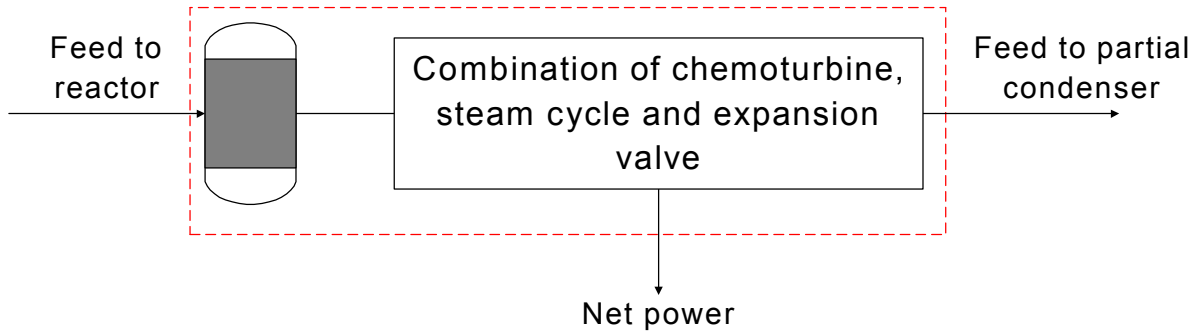 Feed to
reactor
Combination of chemoturbine,
steam cycle and expansion
valve
Feed to partial
condenser
Net power